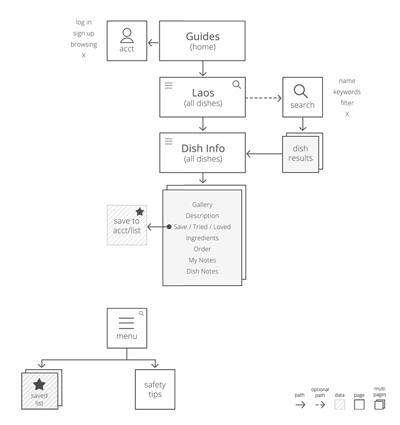 log in
sign up
browsing
X
acct
Guides
(home)
Laos
(all dishes)
search
name
keywords
filter
X
Dish Info
(all dishes)
dish
results
Gallery
Description
Save / Tried / Loved
Ingredients
Order
My Notes
Dish Notes
save to
acct/list
menu
saved
list
safety
tips
path
optional
path
data
page
multi
pages